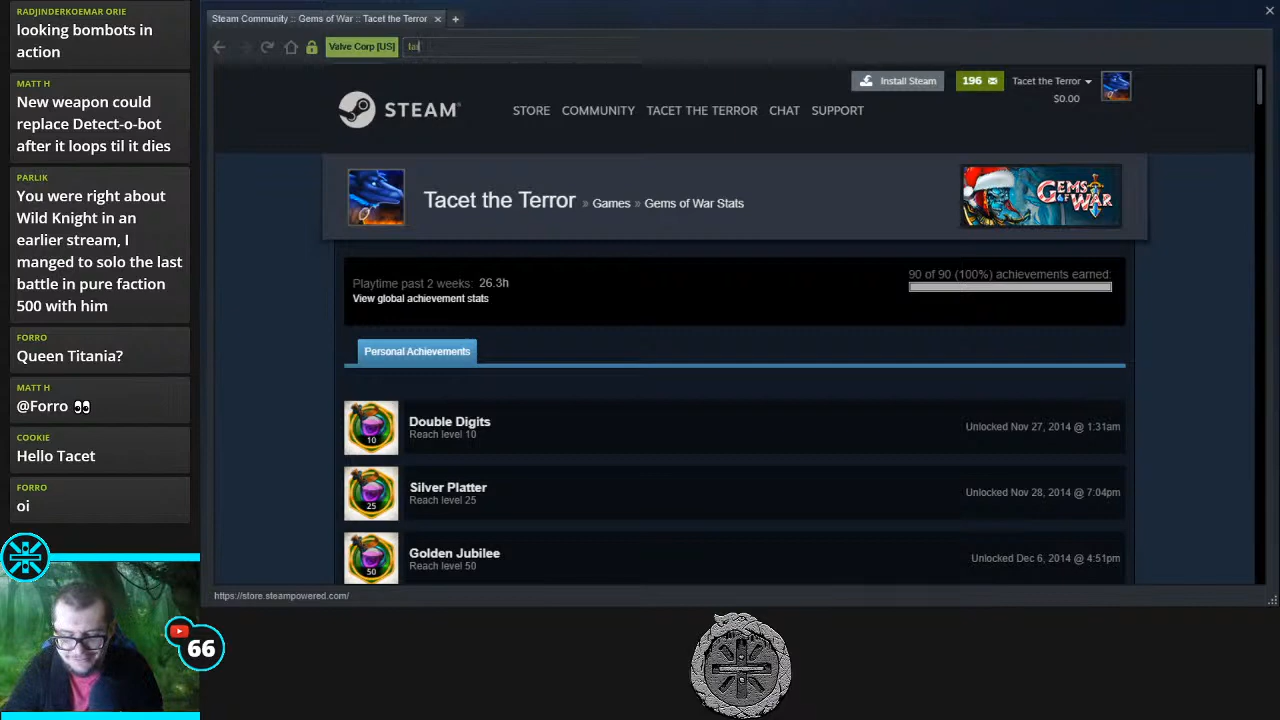 RADJINDERKOEMAR ORIE
looking bombots in
action
MATT H
New weapon could
replace Detect-o-bot
after it loops til it dies
PARLIK
You were right about
Wild Knight in an
earlier stream, I
manged to solo the last
battle in pure faction
500 with him
FORRO
Queen Titania?
MATT H
@Forro 👀
COOKIE
Hello Tacet
FORRO
oi
66
Steam Community :: Gems of War :: Tacet the Terror
Valve Corp [US]
Install Steam
196
Tacet the Terror
$0.00
STEAM®
STORE COMMUNITY TACET THE TERROR CHAT SUPPORT
Tacet the Terror » Games » Gems of War Stats
GEMS OF WAR
Playtime past 2 weeks: 26.3h
View global achievement stats
90 of 90 (100%) achievements earned:
Personal Achievements
10
Double Digits
Reach level 10
Unlocked Nov 27, 2014 @ 1:31am
25
Silver Platter
Reach level 25
Unlocked Nov 28, 2014 @ 7:04pm
50
Golden Jubilee
Reach level 50
Unlocked Dec 6, 2014 @ 4:51pm
https://store.steampowered.com/